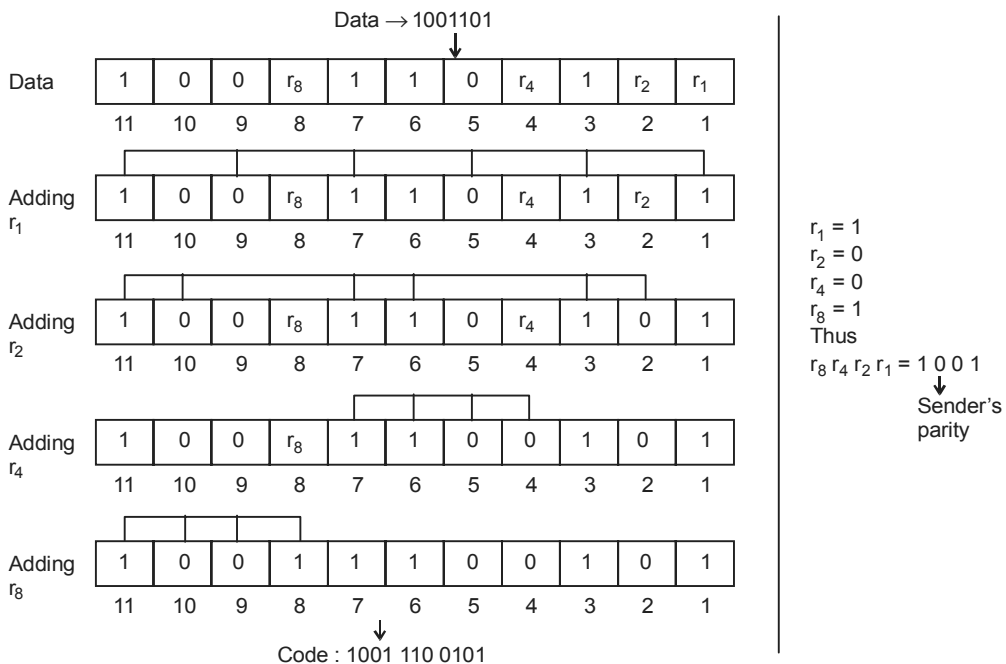 Data → 1001101
Data 1 0 0 r8 1 1 0 r4 1 r2 r1
11 10 9 8 7 6 5 4 3 2 1
Adding r1 1 0 0 r8 1 1 0 r4 1 r2 1
11 10 9 8 7 6 5 4 3 2 1
Adding r2 1 0 0 r8 1 1 0 r4 1 0 1
11 10 9 8 7 6 5 4 3 2 1
Adding r4 1 0 0 r8 1 1 0 0 1 0 1
11 10 9 8 7 6 5 4 3 2 1
Adding r8 1 0 0 1 1 1 0 0 1 0 1
11 10 9 8 7 6 5 4 3 2 1
Code : 1001 110 0101
r1 = 1
r2 = 0
r4 = 0
r8 = 1
Thus
r8 r4 r2 r1 = 1 0 0 1
Sender's
parity